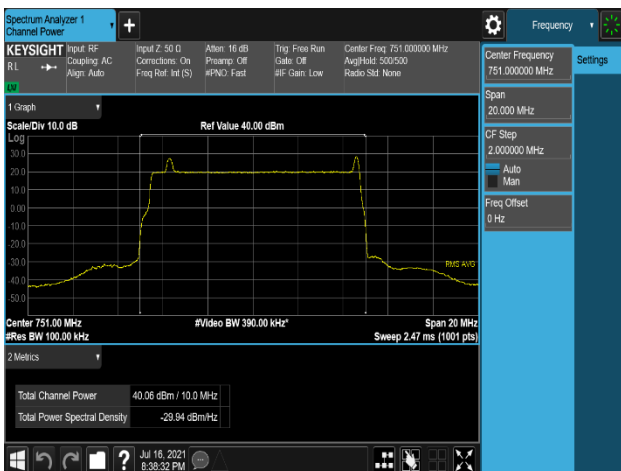 Spectrum Analyzer 1
Channel Power
+
Frequency
KEYSIGHT Input: RF
RL
Coupling: AC
Align: Auto
Input Z: 50 Ω
Corrections: On
Freq Ref: Int (S)
Atten: 16 dB
Preamp: Off
#PNO: Fast
Trig: Free Run
Gate: Off
#IF Gain: Low
Center Freq: 751.000000 MHz
Avg|Hold: 500/500
Radio Std: None
Center Frequency
751.000000 MHz
Settings
Span
20.000 MHz
CF Step
2.000000 MHz
Auto
Man
Freq Offset
0 Hz
1 Graph
Scale/Div 10.0 dB
Ref Value 40.00 dBm
Log
30.0
20.0
10.0
0.00
-10.0
-20.0
-30.0
-40.0
-50.0
RMS AVG
Center 751.00 MHz
#Video BW 390.00 kHz*
Span 20 MHz
#Res BW 100.00 kHz
Sweep 2.47 ms (1001 pts)
2 Metrics
Total Channel Power 40.06 dBm / 10.0 MHz
Total Power Spectral Density -29.94 dBm/Hz
?
Jul 16, 2021
8:38:32 PM